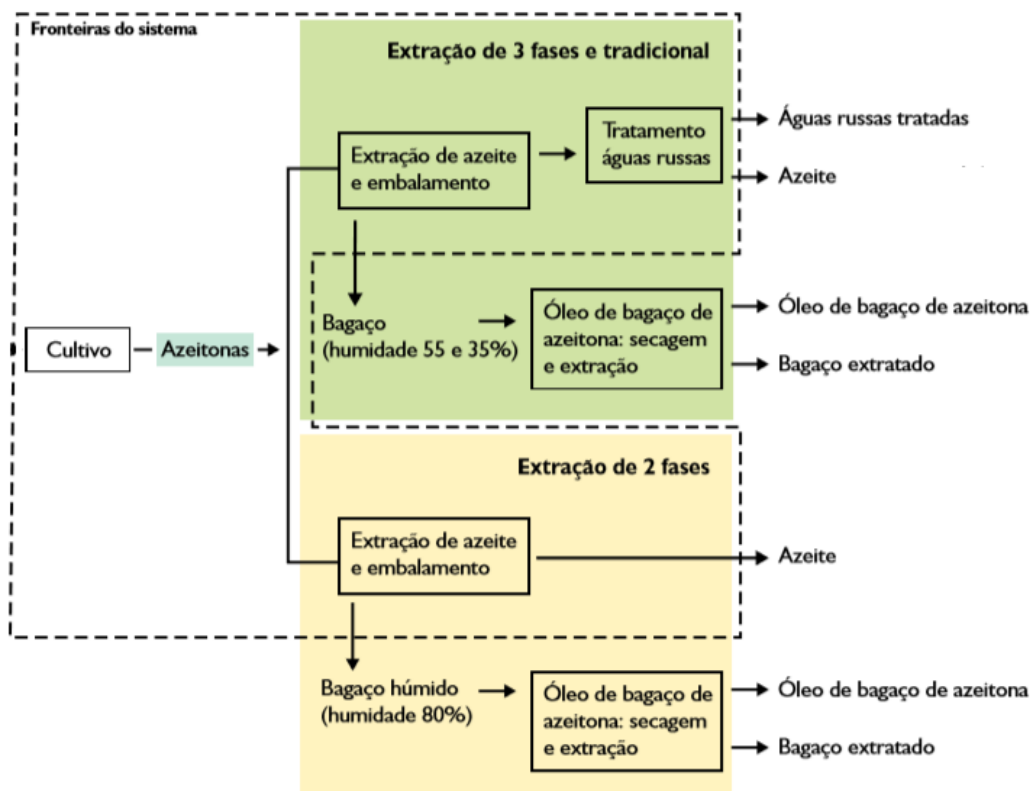 Fronteiras do sistema
Extração de 3 fases e tradicional
Extração de azeite
e embalamento
Tratamento
águas russas
Águas russas tratadas
Azeite
Bagaço
(humidade 55 e 35%)
Óleo de bagaço de
azeitona: secagem
e extração
Óleo de bagaço de azeitona
Bagaço extratado
Cultivo
Azeitonas
Extração de 2 fases
Extração de azeite
e embalamento
Azeite
Bagaço húmido
(humidade 80%)
Óleo de bagaço de
azeitona: secagem
e extração
Óleo de bagaço de azeitona
Bagaço extratado